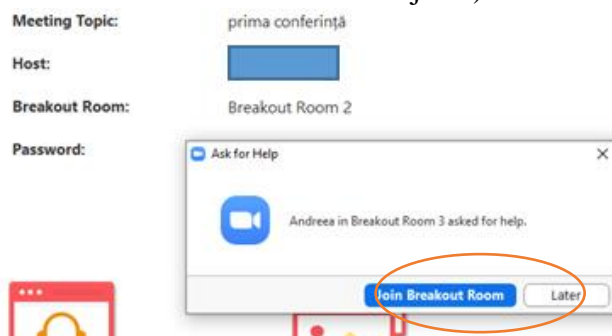 Meeting Topic: prima conferință
Host:
Breakout Room: Breakout Room 2
Password:
Ask for Help
Andreea in Breakout Room 3 asked for help.
Join Breakout Room Later